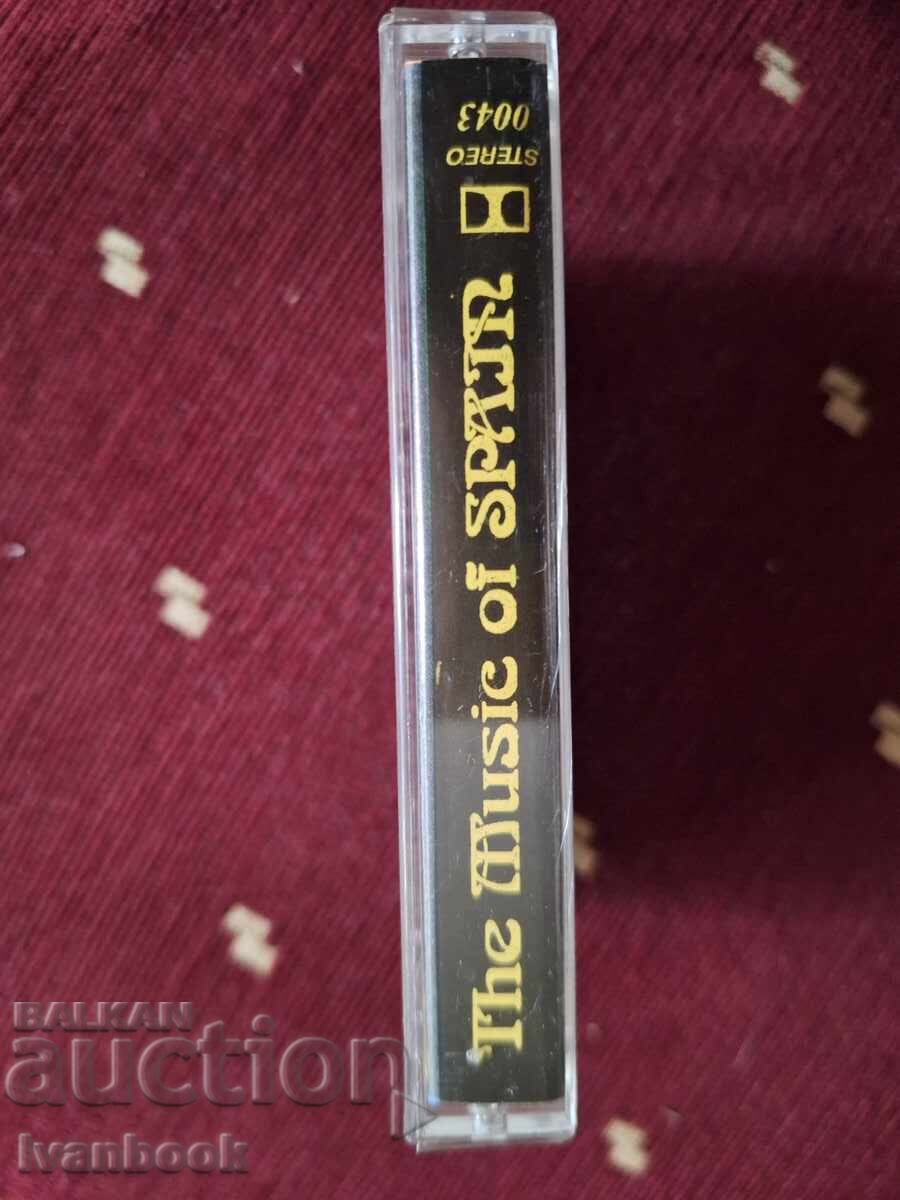 The Music of SPAIN
STEREO
0043
BALKAN
auction
Ivanbook